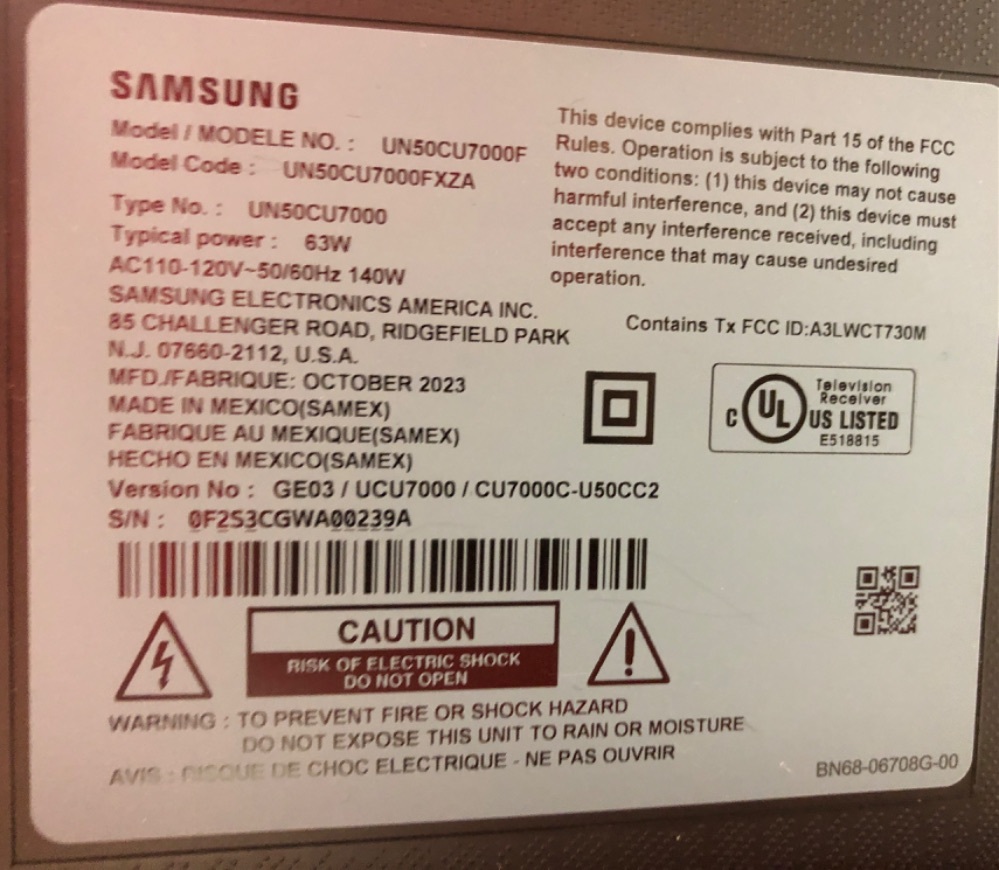 SAMSUNG
Model / MODELE NO. : UN50CU7000F
Model Code : UN50CU7000FXZA
Type No. : UN50CU7000
Typical power : 63W
AC110-120V~50/60Hz 140W
SAMSUNG ELECTRONICS AMERICA INC.
85 CHALLENGER ROAD, RIDGEFIELD PARK
N.J. 07660-2112, U.S.A.
MFD./FABRIQUE: OCTOBER 2023
MADE IN MEXICO(SAMEX)
FABRIQUE AU MEXIQUE(SAMEX)
HECHO EN MEXICO(SAMEX)
Version No : GE03 / UCU7000 / CU7000C-U50CC2
S/N : 0F2S3CGWA00239A
This device complies with Part 15 of the FCC
Rules. Operation is subject to the following
two conditions: (1) this device may not cause
harmful interference, and (2) this device must
accept any interference received, including
interference that may cause undesired
operation.
Contains Tx FCC ID:A3LWCT730M
C UL US LISTED
Television
Receiver
E518815
CAUTION
RISK OF ELECTRIC SHOCK
DO NOT OPEN
WARNING : TO PREVENT FIRE OR SHOCK HAZARD
DO NOT EXPOSE THIS UNIT TO RAIN OR MOISTURE
AVIS : RISQUE DE CHOC ELECTRIQUE - NE PAS OUVRIR
BN68-06708G-00